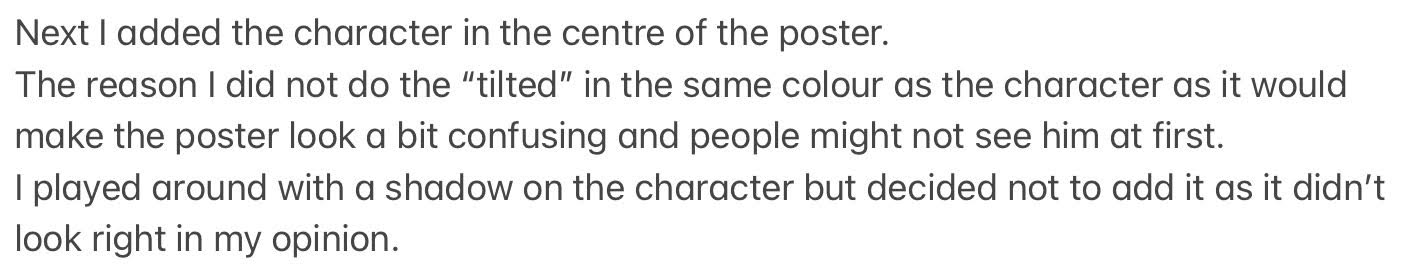 Next I added the character in the centre of the poster.
The reason I did not do the “tilted” in the same colour as the character as it would
make the poster look a bit confusing and people might not see him at first.
I played around with a shadow on the character but decided not to add it as it didn’t
look right in my opinion.